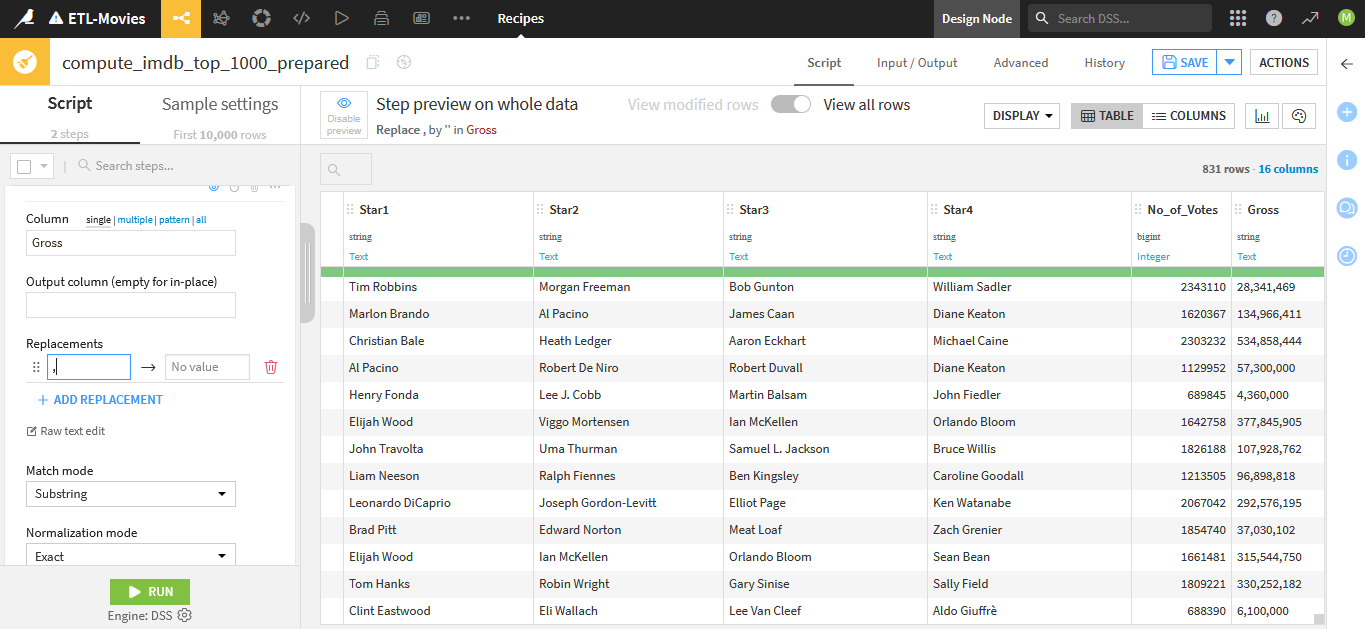 ETL-Movies
Recipes
Design Node
Search DSS...
?
M
compute_imdb_top_1000_prepared
Script
Input / Output
Advanced
History
SAVE
ACTIONS
Script
2 steps
Sample settings
First 10,000 rows
Disable preview
Step preview on whole data
Replace , by '' in Gross
View modified rows
View all rows
DISPLAY
TABLE
COLUMNS
Search steps...
831 rows - 16 columns
Column single | multiple | pattern | all
Gross
Output column (empty for in-place)
Replacements
, → No value
+ ADD REPLACEMENT
Raw text edit
Match mode
Substring
Normalization mode
Exact
RUN
Engine: DSS
Star1 Star2 Star3 Star4 No_of_Votes Gross
string string string string bigint string
Text Text Text Text Integer Text
Tim Robbins Morgan Freeman Bob Gunton William Sadler 2343110 28,341,469
Marlon Brando Al Pacino James Caan Diane Keaton 1620367 134,966,411
Christian Bale Heath Ledger Aaron Eckhart Michael Caine 2303232 534,858,444
Al Pacino Robert De Niro Robert Duvall Diane Keaton 1129952 57,300,000
Henry Fonda Lee J. Cobb Martin Balsam John Fiedler 689845 4,360,000
Elijah Wood Viggo Mortensen Ian McKellen Orlando Bloom 1642758 377,845,905
John Travolta Uma Thurman Samuel L. Jackson Bruce Willis 1826188 107,928,762
Liam Neeson Ralph Fiennes Ben Kingsley Caroline Goodall 1213505 96,898,818
Leonardo DiCaprio Joseph Gordon-Levitt Elliot Page Ken Watanabe 2067042 292,576,195
Brad Pitt Edward Norton Meat Loaf Zach Grenier 1854740 37,030,102
Elijah Wood Ian McKellen Orlando Bloom Sean Bean 1661481 315,544,750
Tom Hanks Robin Wright Gary Sinise Sally Field 1809221 330,252,182
Clint Eastwood Eli Wallach Lee Van Cleef Aldo Giuffrè 688390 6,100,000